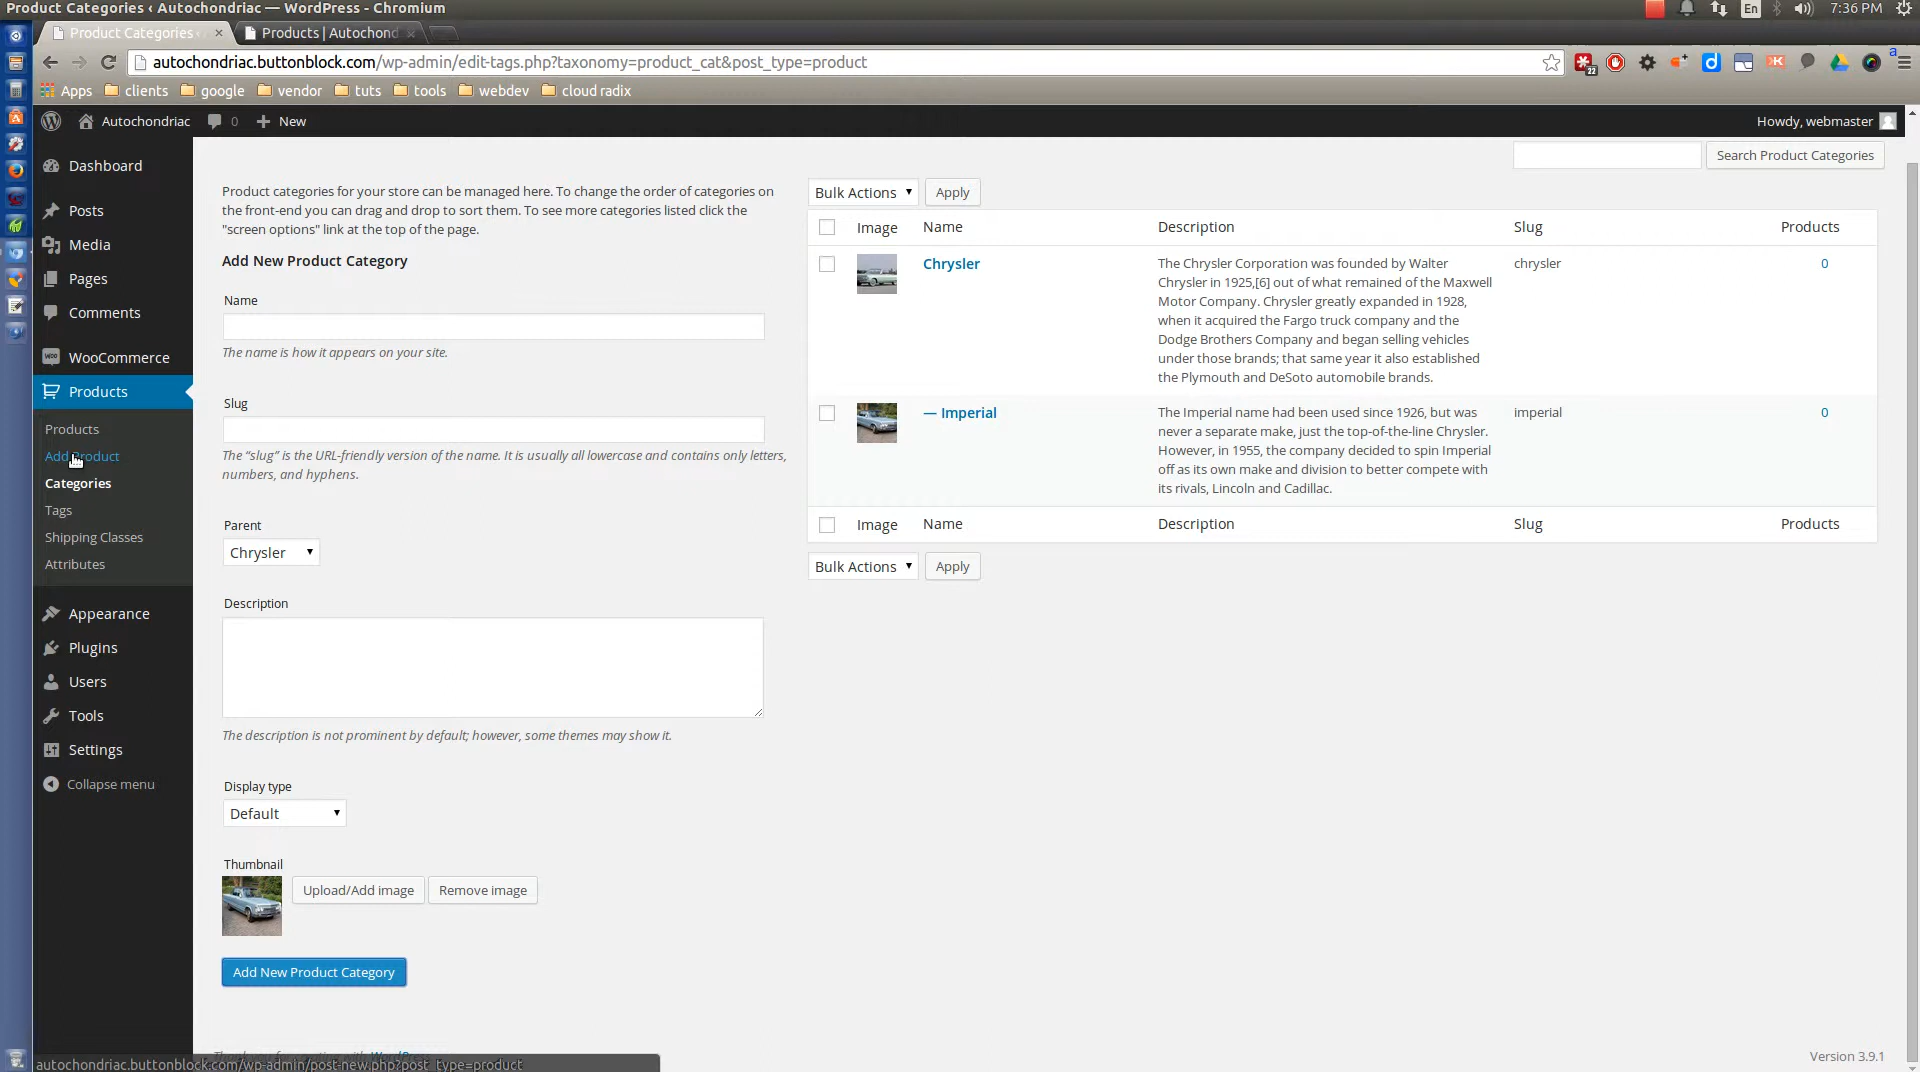 Product Categories ‹ Autochondriac — WordPress - Chromium
En
7:36 PM
Product Categories ‹
Products | Autochond
autochondriac.buttonblock.com/wp-admin/edit-tags.php?taxonomy=product_cat&post_type=product
22
a
Apps
clients
google
vendor
tuts
tools
webdev
cloud radix
Autochondriac
0
New
Howdy, webmaster
Dashboard
Posts
Media
Pages
Comments
WooCommerce
Products
Products
Add Product
Categories
Tags
Shipping Classes
Attributes
Appearance
Plugins
Users
Tools
Settings
Collapse menu
Product categories for your store can be managed here. To change the order of categories on
the front-end you can drag and drop to sort them. To see more categories listed click the
"screen options" link at the top of the page.
Add New Product Category
Name
The name is how it appears on your site.
Slug
The “slug” is the URL-friendly version of the name. It is usually all lowercase and contains only letters,
numbers, and hyphens.
Parent
Chrysler
Description
The description is not prominent by default; however, some themes may show it.
Display type
Default
Thumbnail
Upload/Add image
Remove image
Add New Product Category
Search Product Categories
Bulk Actions
Apply
Image Name Description Slug Products
Chrysler
The Chrysler Corporation was founded by Walter
Chrysler in 1925,[6] out of what remained of the Maxwell
Motor Company. Chrysler greatly expanded in 1928,
when it acquired the Fargo truck company and the
Dodge Brothers Company and began selling vehicles
under those brands; that same year it also established
the Plymouth and DeSoto automobile brands.
chrysler
0
— Imperial
The Imperial name had been used since 1926, but was
never a separate make, just the top-of-the-line Chrysler.
However, in 1955, the company decided to spin Imperial
off as its own make and division to better compete with
its rivals, Lincoln and Cadillac.
imperial
0
Image Name Description Slug Products
Bulk Actions
Apply
Version 3.9.1
autochondriac.buttonblock.com/wp-admin/post-new.php?post_type=product